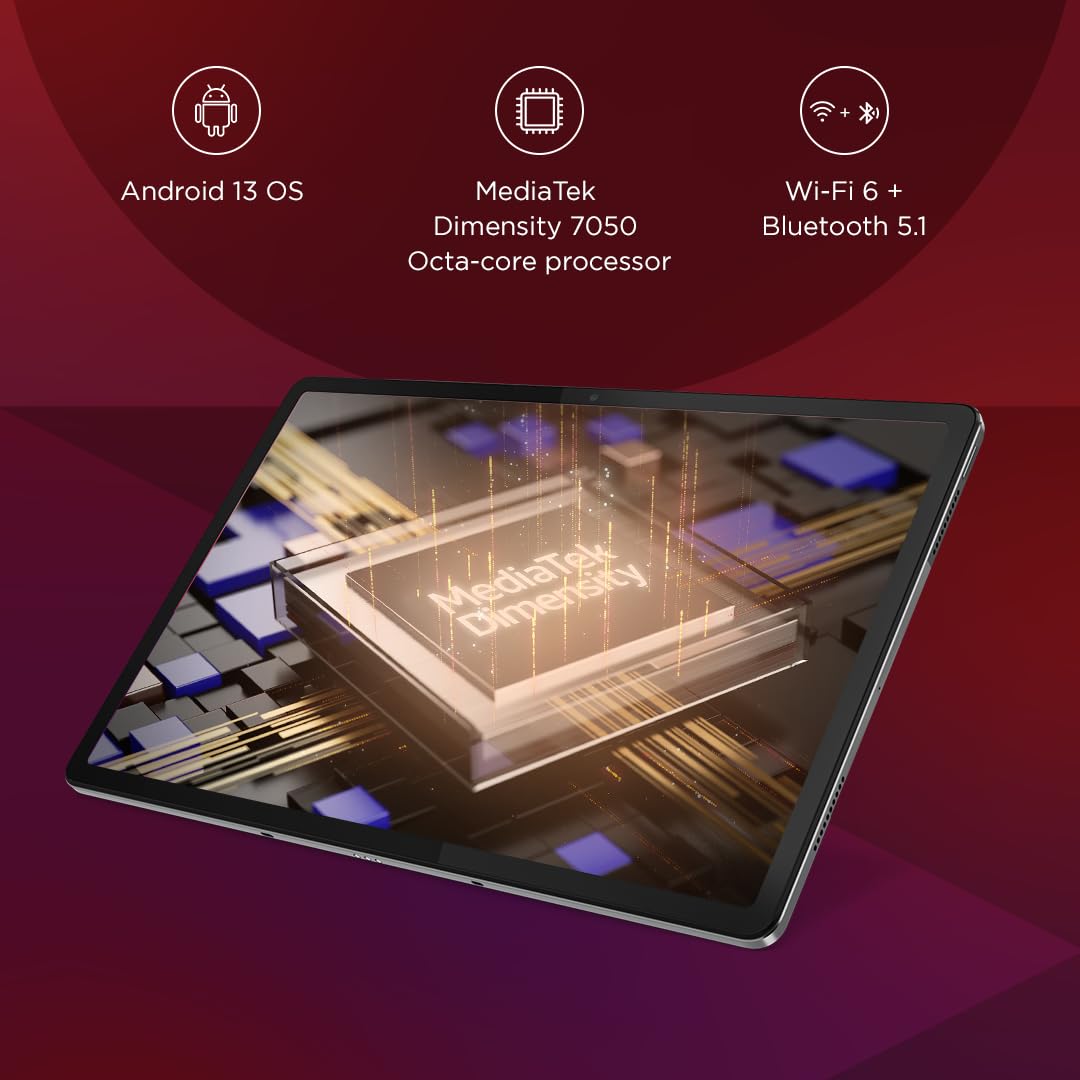 Android 13 OS
MediaTek
Dimensity 7050
Octa-core processor
Wi-Fi 6 +
Bluetooth 5.1
MediaTek
Dimensity